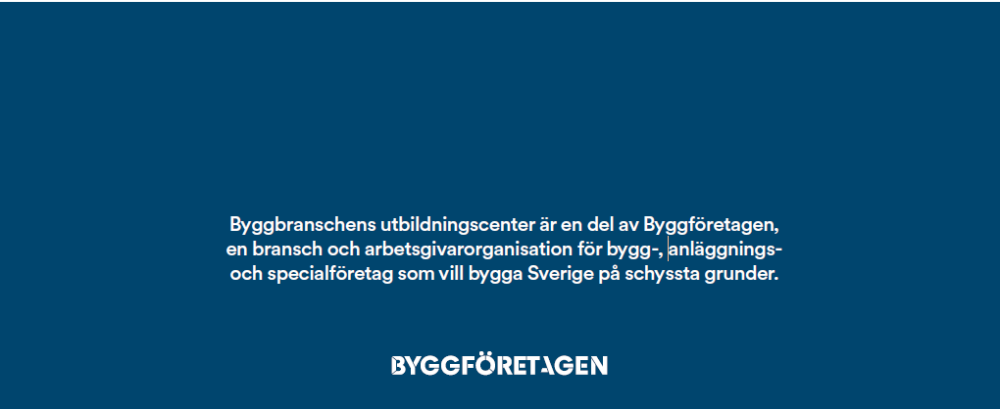 Byggbranschens utbildningscenter är en del av Byggföretagen,
en bransch och arbetsgivarorganisation för bygg-, anläggnings-
och specialföretag som vill bygga Sverige på schyssta grunder.
BYGGFÖRETAGEN